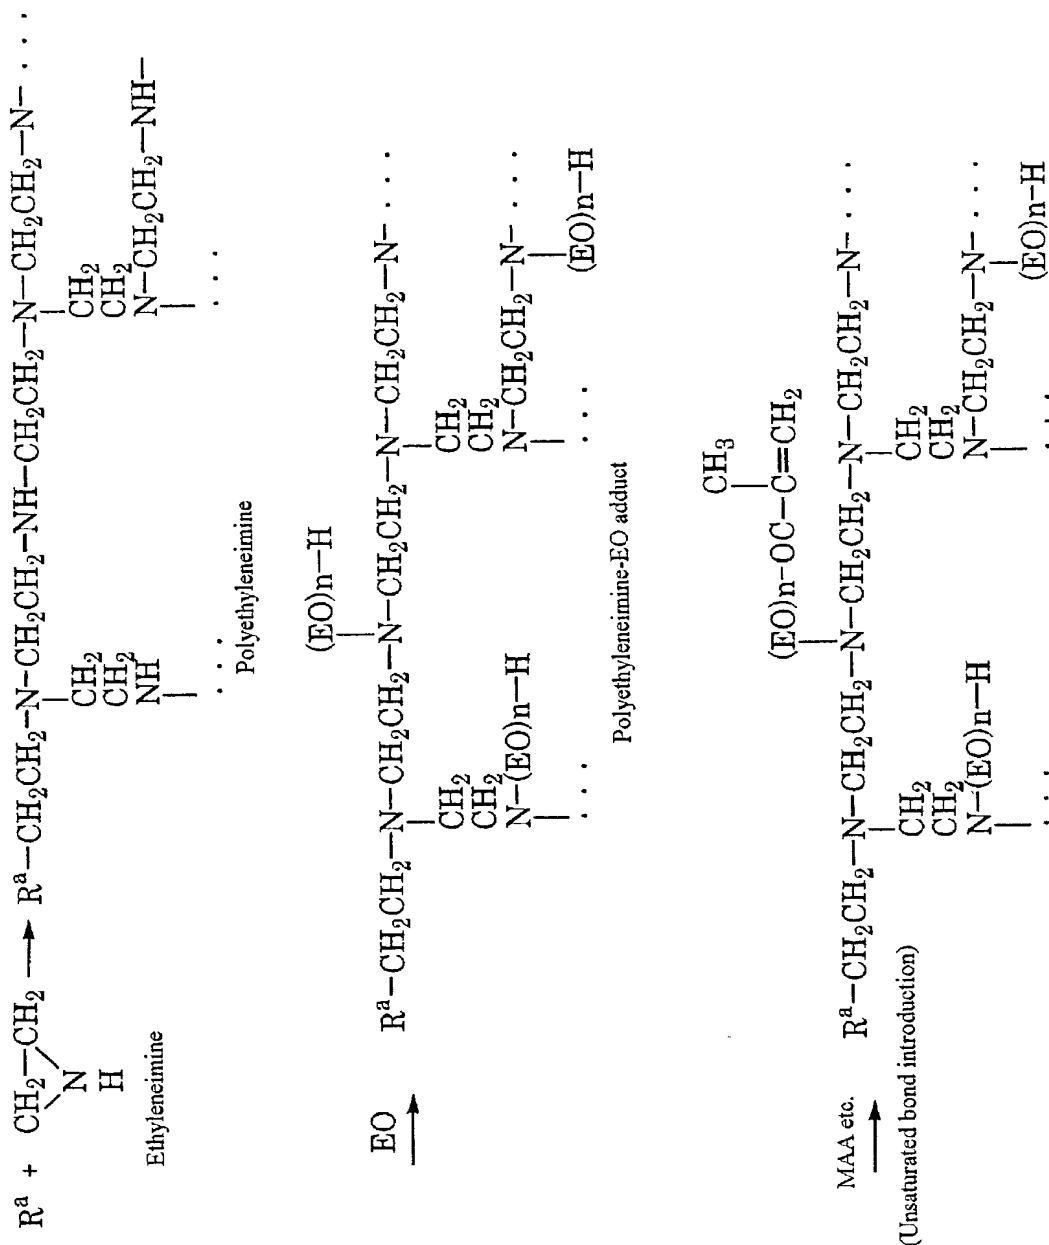 Rᵃ + CH₂—CH₂ ⟶ Rᵃ—CH₂CH₂—N—CH₂CH₂—NH—CH₂CH₂—N—CH₂CH₂—N- · · · ·
N
H
CH₂
CH₂
NH
· · ·
CH₂
CH₂
N—CH₂CH₂—NH—
· · ·
Ethyleneimine
Polyethyleneimine
EO
(EO)n—H
Rᵃ—CH₂CH₂—N—CH₂CH₂—N—CH₂CH₂—N—CH₂CH₂—N- · · · ·
CH₂
CH₂
N—(EO)n—H
· · ·
CH₂
CH₂
N—CH₂CH₂—N- · · · ·
(EO)n—H
· · ·
Polyethyleneimine-EO adduct
MAA etc.
(Unsaturated bond introduction)
CH₃
(EO)n—OC—C=CH₂
Rᵃ—CH₂CH₂—N—CH₂CH₂—N—CH₂CH₂—N—CH₂CH₂—N- · · · ·
CH₂
CH₂
N—(EO)n—H
· · ·
CH₂
CH₂
N—CH₂CH₂—N- · · · ·
(EO)n—H
· · ·